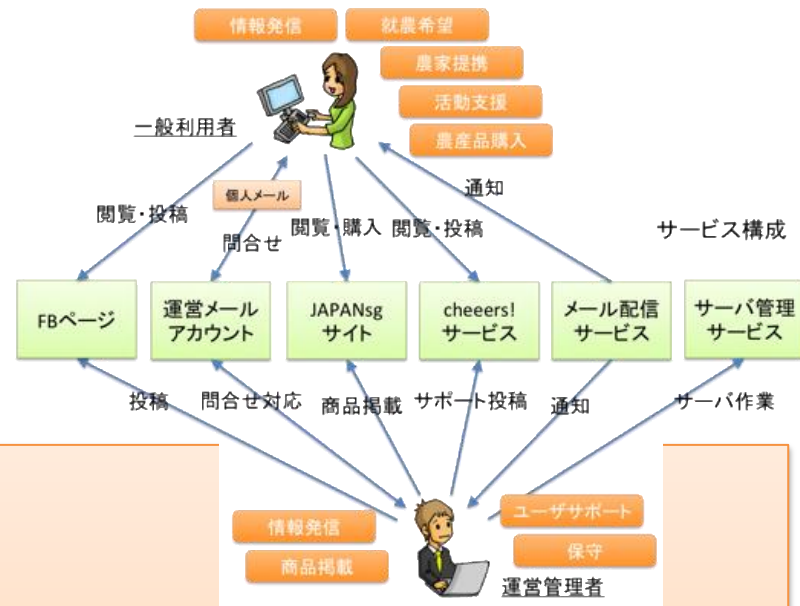 情報発信
就農希望
農家提携
活動支援
農産品購入
一般利用者
個人メール
通知
閲覧・投稿
問合せ
閲覧・購入
閲覧・投稿
サービス構成
FBページ
運営メール
アカウント
JAPANsg
サイト
cheeers!
サービス
メール配信
サービス
サーバ管理
サービス
投稿
問合せ対応
商品掲載
サポート投稿
通知
サーバ作業
情報発信
商品掲載
ユーザサポート
保守
運営管理者